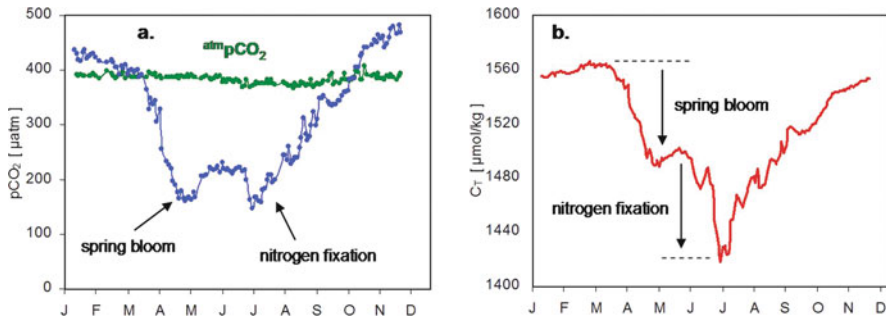 a.
atmpCO2
500
400
300
200
100
0
pCO2 [ µatm ]
spring bloom
nitrogen fixation
J F M A M J J A S O N D
b.
1600
1560
1520
1480
1440
1400
CT [ µmol/kg ]
spring bloom
nitrogen fixation
J F M A M J J A S O N D